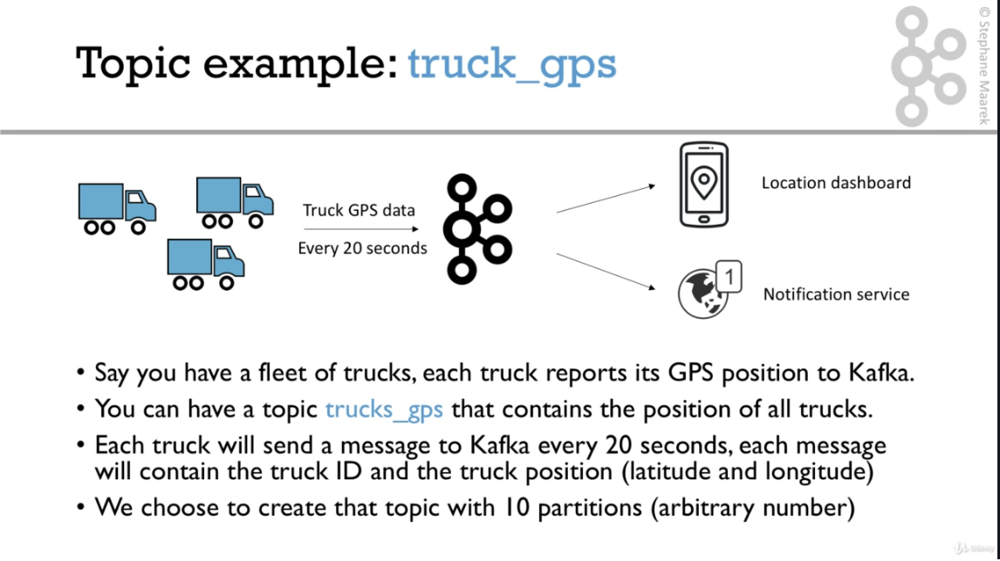 © Stephane Maarek
Topic example: truck_gps
Truck GPS data
Every 20 seconds
Location dashboard
1
Notification service
• Say you have a fleet of trucks, each truck reports its GPS position to Kafka.
• You can have a topic trucks_gps that contains the position of all trucks.
• Each truck will send a message to Kafka every 20 seconds, each message
will contain the truck ID and the truck position (latitude and longitude)
• We choose to create that topic with 10 partitions (arbitrary number)
Udemy